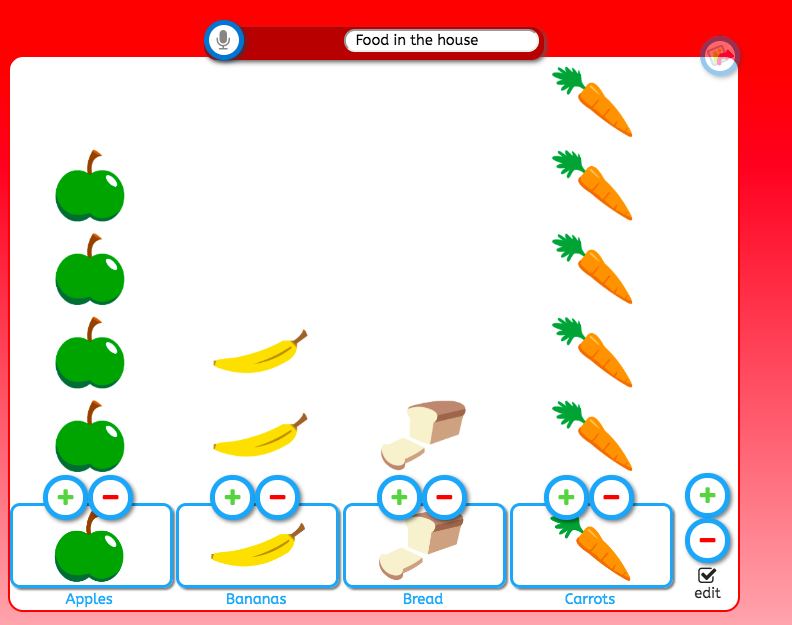 Food in the house
Apples
Bananas
Bread
Carrots
edit